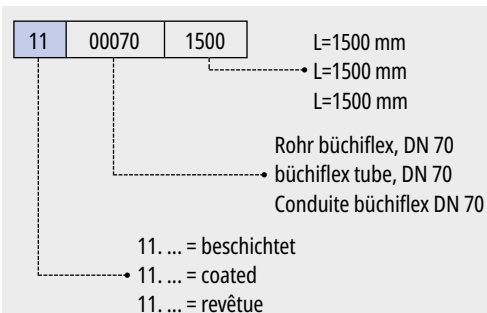 11 00070 1500
L=1500 mm
L=1500 mm
L=1500 mm
Rohr büchiflex, DN 70
büchiflex tube, DN 70
Conduite büchiflex DN 70
11. ... = beschichtet
11. ... = coated
11. ... = revêtue